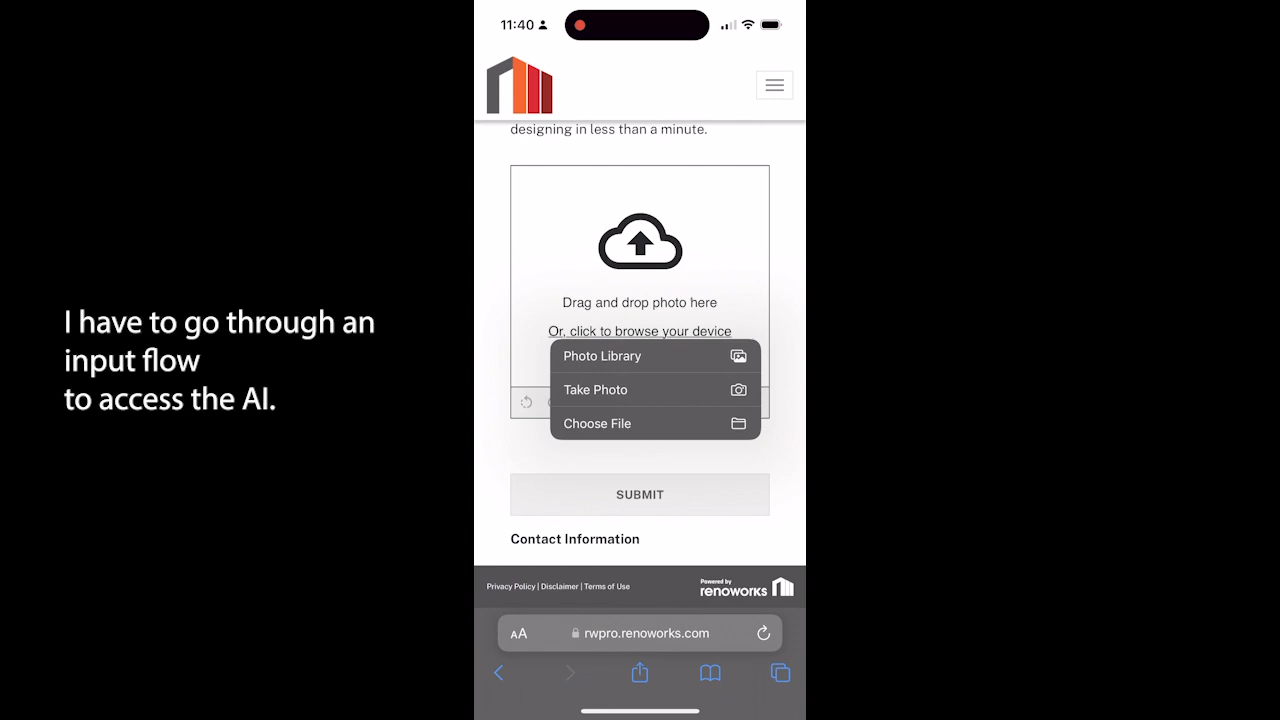 11:40
designing in less than a minute.
Drag and drop photo here
Or, click to browse your device
Photo Library
Take Photo
Choose File
SUBMIT
Contact Information
Privacy Policy | Disclaimer | Terms of Use
Powered by
renoworks
AA
rwpro.renoworks.com
I have to go through an
input flow
to access the AI.